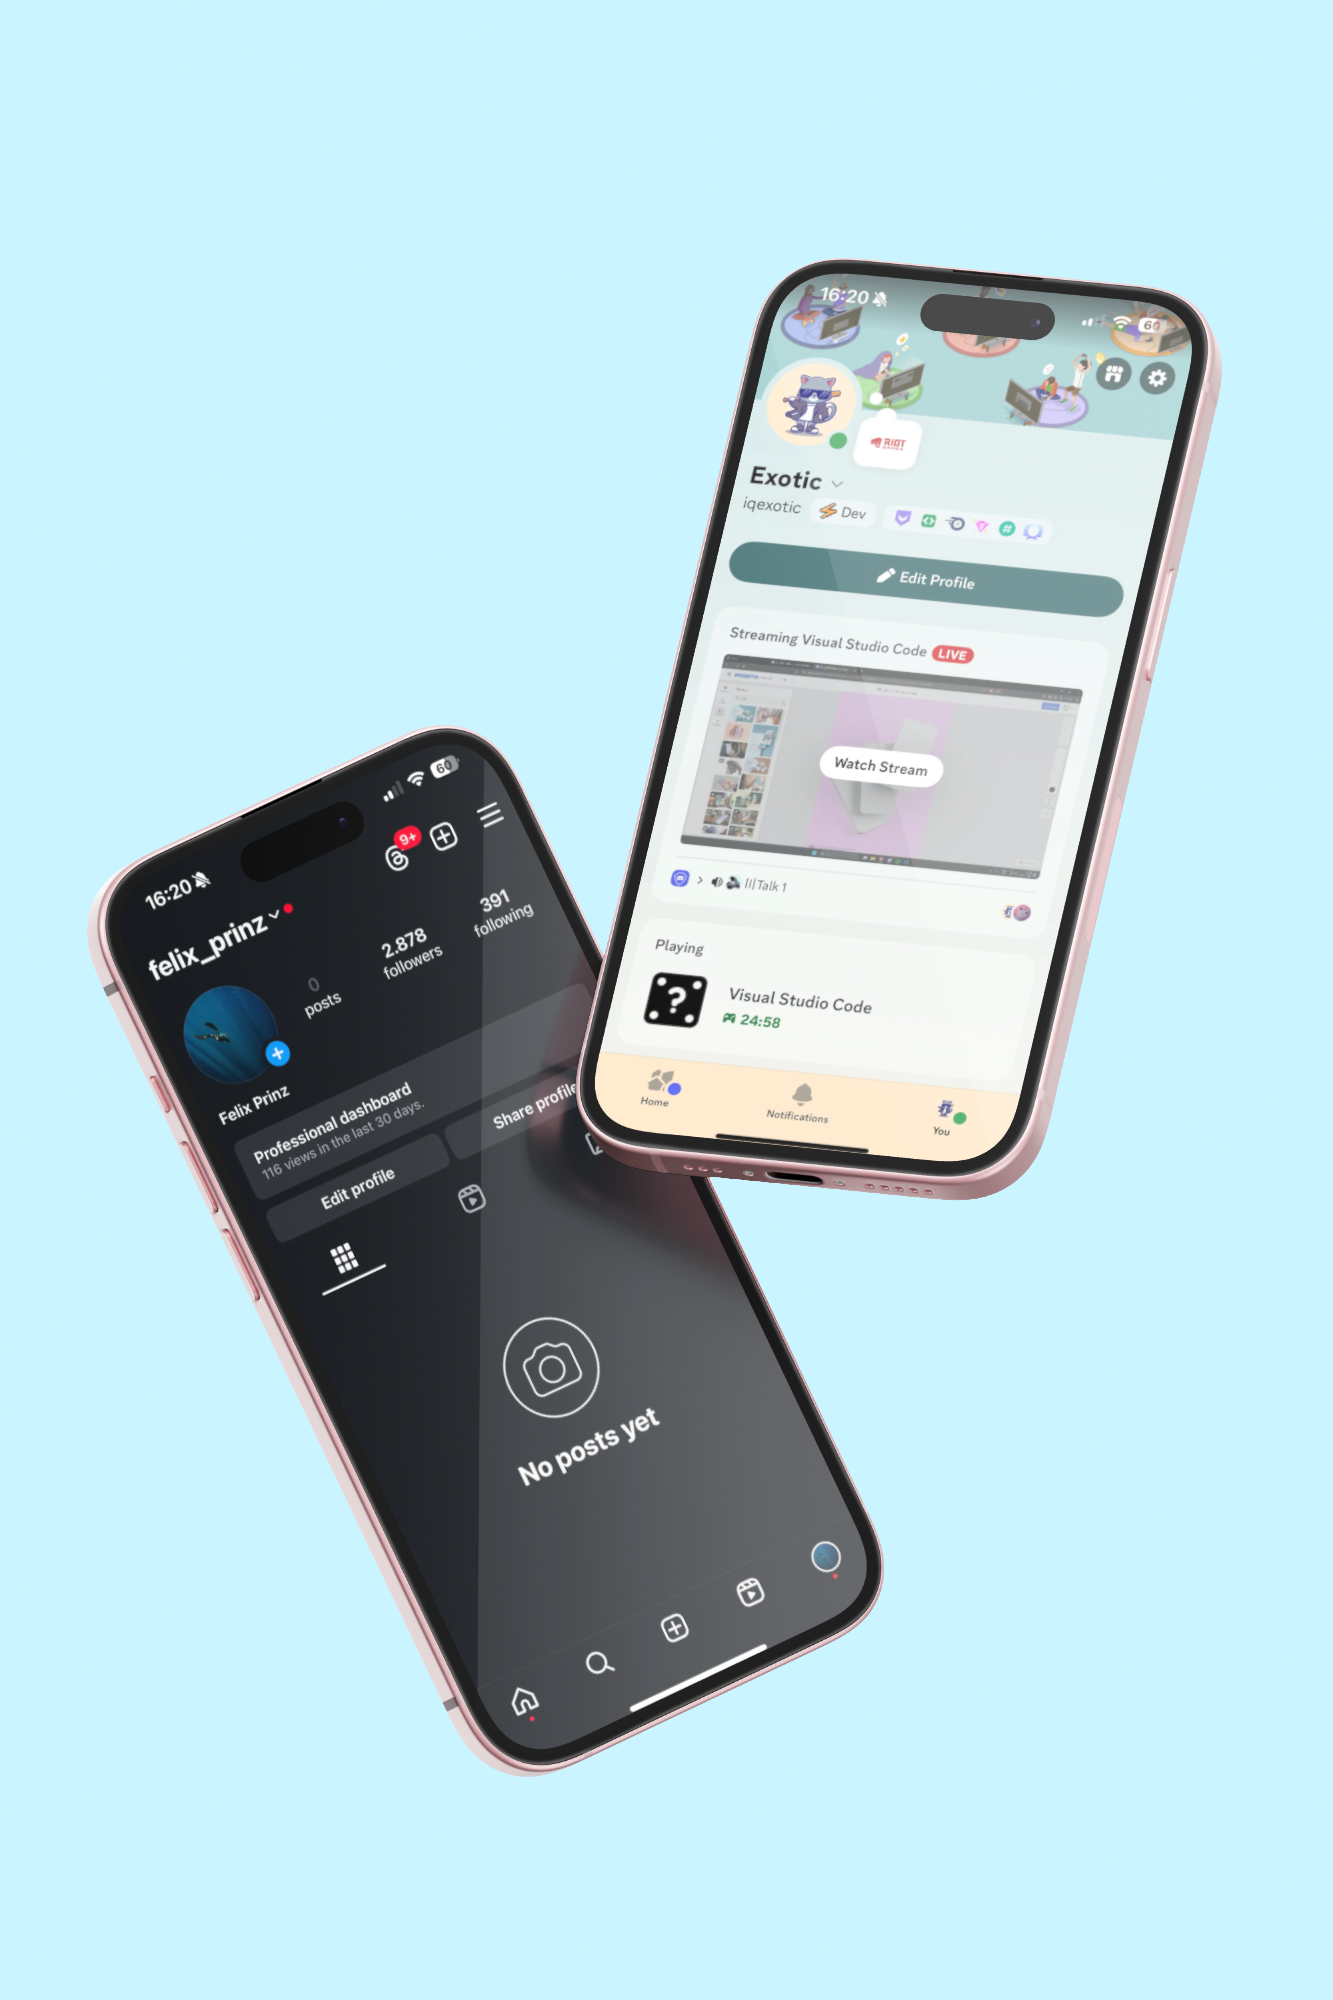 16:20
60
RiOT
GAMES
Exotic
iqexotic
Dev
#
Edit Profile
Streaming Visual Studio Code LIVE
Watch Stream
Talk 1
Playing
?
Visual Studio Code
24:58
Home
Notifications
You
16:20
60
9+
felix_prinz
0
posts
2.878
followers
391
following
Felix Prinz
Professional dashboard
116 views in the last 30 days.
Edit profile
Share profile
No posts yet